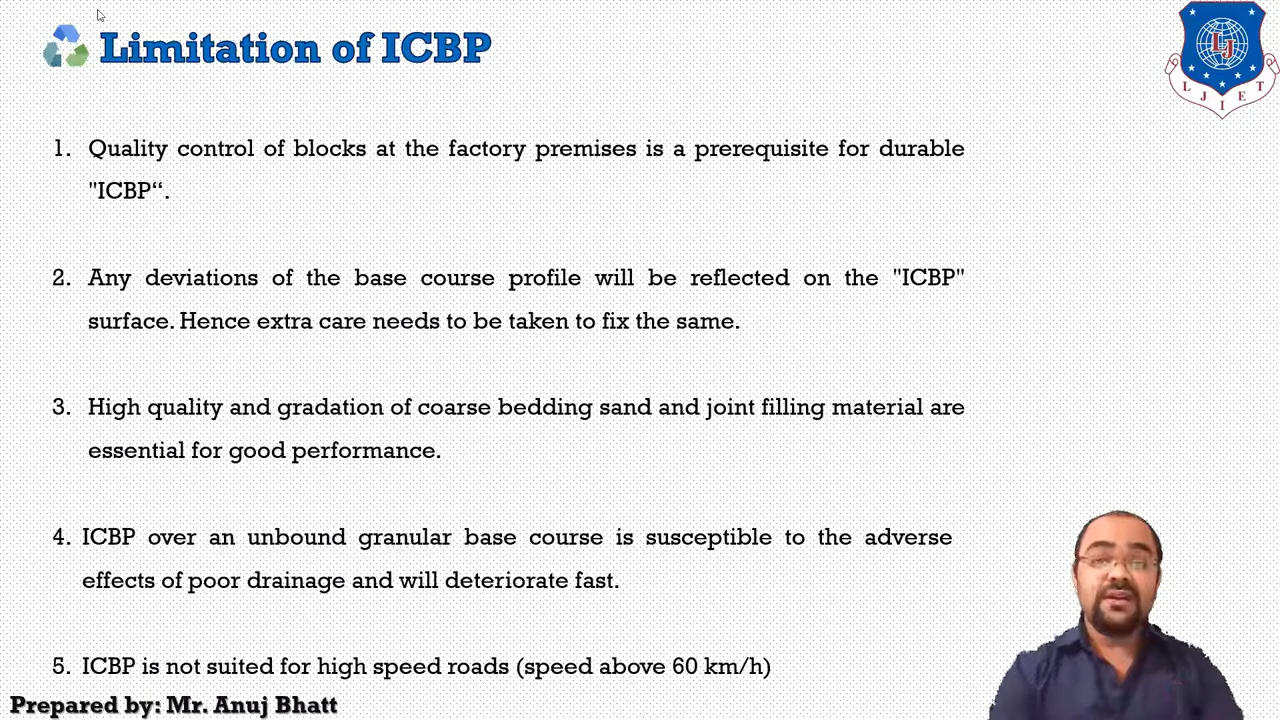 Limitation of ICBP
LJ
L J I E T
1. Quality control of blocks at the factory premises is a prerequisite for durable
"ICBP“.
2. Any deviations of the base course profile will be reflected on the "ICBP"
surface. Hence extra care needs to be taken to fix the same.
3. High quality and gradation of coarse bedding sand and joint filling material are
essential for good performance.
4. ICBP over an unbound granular base course is susceptible to the adverse
effects of poor drainage and will deteriorate fast.
5. ICBP is not suited for high speed roads (speed above 60 km/h)
Prepared by: Mr. Anuj Bhatt